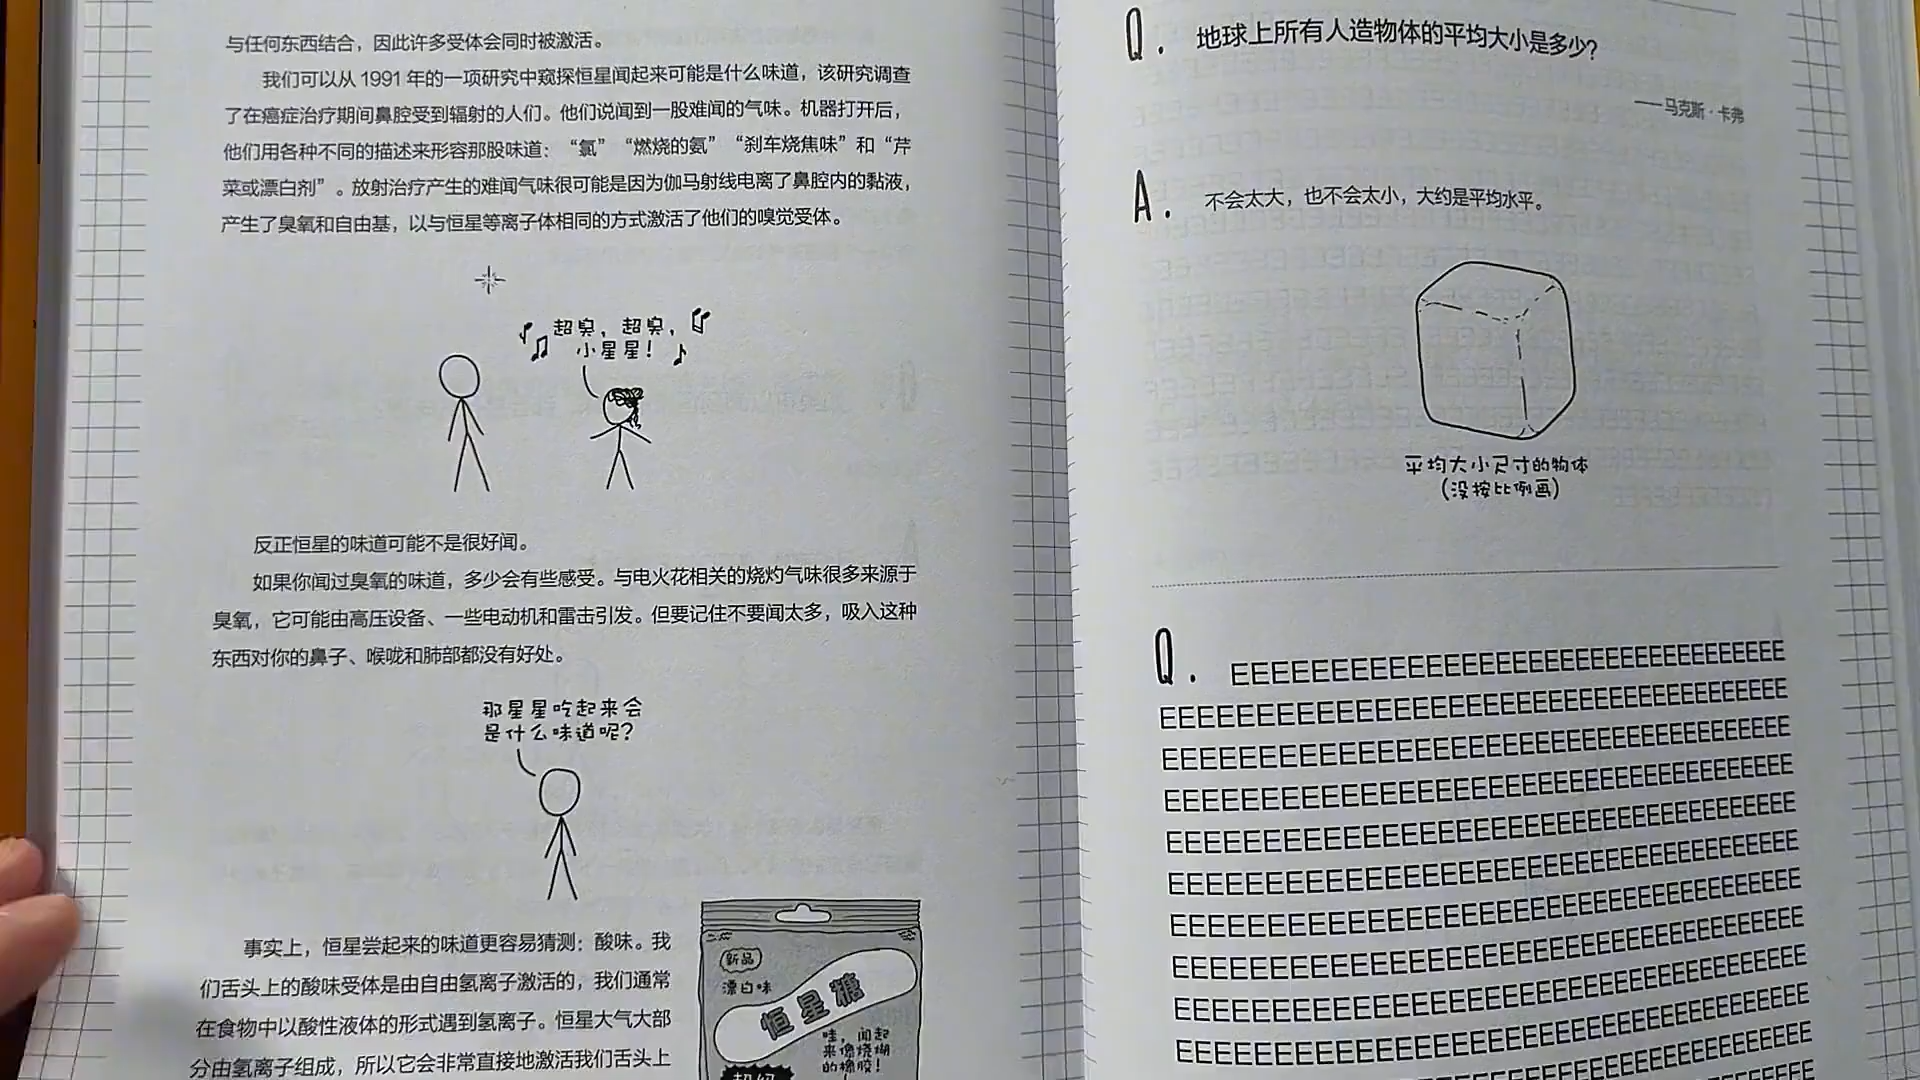 与任何东西结合，因此许多受体会同时被激活。
我们可以从1991年的一项研究中窥探恒星闻起来可能是什么味道，该研究调查
了在癌症治疗期间鼻腔受到辐射的人们。他们说闻到一股难闻的气味。机器打开后，
他们用各种不同的描述来形容那股味道：“氯”“燃烧的氨”“刹车烧焦味”和“芹
菜或漂白剂”。放射治疗产生的难闻气味很可能是因为伽马射线电离了鼻腔内的黏液，
产生了臭氧和自由基，以与恒星等离子体相同的方式激活了他们的嗅觉受体。
超臭，超臭，
小星星！
反正恒星的味道可能不是很好闻。
如果你闻过臭氧的味道，多少会有些感受。与电火花相关的烧灼气味很多来源于
臭氧，它可能由高压设备、一些电动机和雷击引发。但要记住不要闻太多，吸入这种
东西对你的鼻子、喉咙和肺部都没有好处。
那星星吃起来会
是什么味道呢？
事实上，恒星尝起来的味道更容易猜测：酸味。我
们舌头上的酸味受体是由自由氢离子激活的，我们通常
在食物中以酸性液体的形式遇到氢离子。恒星大气大部
分由氢离子组成，所以它会非常直接地激活我们舌头上
新品
漂白味
恒星糖
哇，闻起
来像烧煳
的橡胶！
Q. 地球上所有人造物体的平均大小是多少？
——马克斯·卡弗
A. 不会太大，也不会太小，大约是平均水平。
平均大小尺寸的物体
（没按比例画）
Q. EEEEEEEEEEEEEEEEEEEEEEEEEEEEE
EEEEEEEEEEEEEEEEEEEEEEEEEEEEEEEEE
EEEEEEEEEEEEEEEEEEEEEEEEEEEEEEEEE
EEEEEEEEEEEEEEEEEEEEEEEEEEEEEEEEE
EEEEEEEEEEEEEEEEEEEEEEEEEEEEEEEEE
EEEEEEEEEEEEEEEEEEEEEEEEEEEEEEEEE
EEEEEEEEEEEEEEEEEEEEEEEEEEEEEEEEE
EEEEEEEEEEEEEEEEEEEEEEEEEEEEEEEEE
EEEEEEEEEEEEEEEEEEEEEEEEEEEEEEEEE
EEEEEEEEEEEEEEEEEEEEEEEEEEEEEEEEE